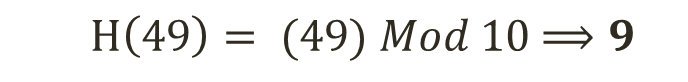 H(49) = (49) Mod 10 ⟹ 9